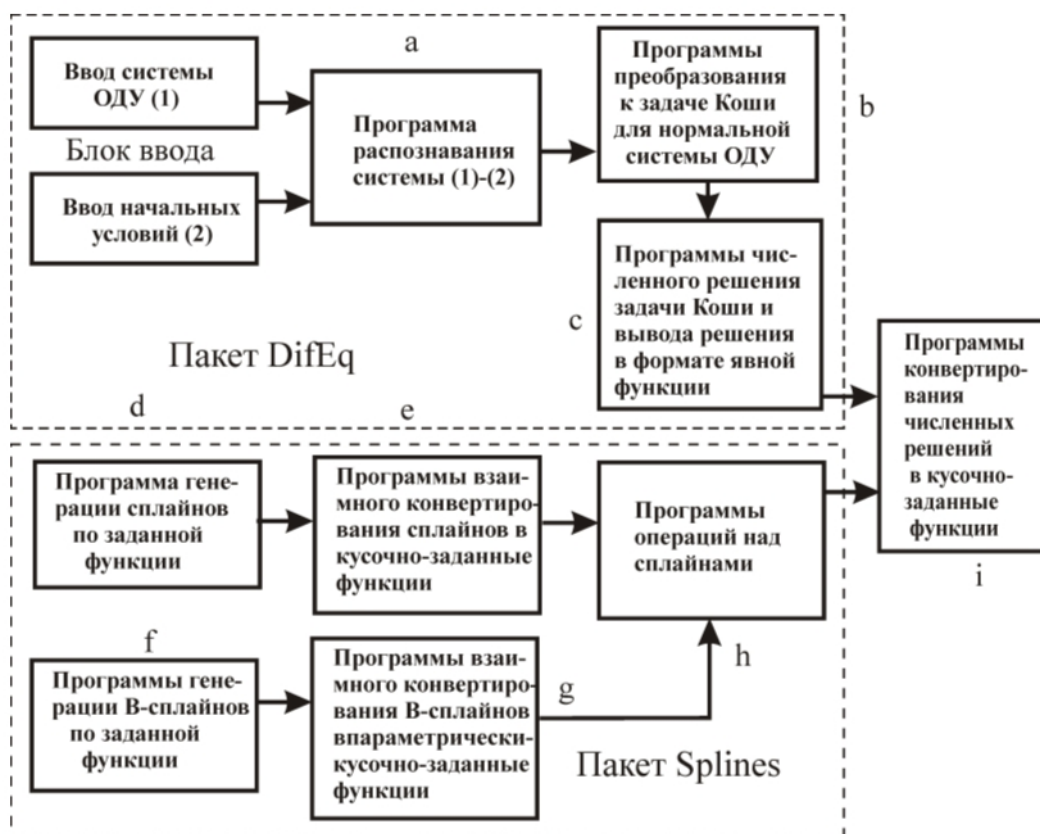 a
Ввод системы
ОДУ (1)
Блок ввода
Ввод начальных
условий (2)
Программа
распознавания
системы (1)-(2)
Программы
преобразования
к задаче Коши
для нормальной
системы ОДУ
b
Программы чис-
ленного решения
задачи Коши и
вывода решения
в формате явной
функции
c
Пакет DifEq
Программы
конвертиро-
вания
численных
решений
в кусочно-
заданные
функции
i
d
e
Программа гене-
рации сплайнов
по заданной
функции
Программы взаи-
много конвертиро-
вания сплайнов в
кусочно-заданные
функции
Программы
операций над
сплайнами
f
Программы гене-
рации В-сплайнов
по заданной
функции
Программы взаи-
много конвертиро-
вания В-сплайнов
впараметрически-
кусочно-заданные
функции
g
h
Пакет Splines